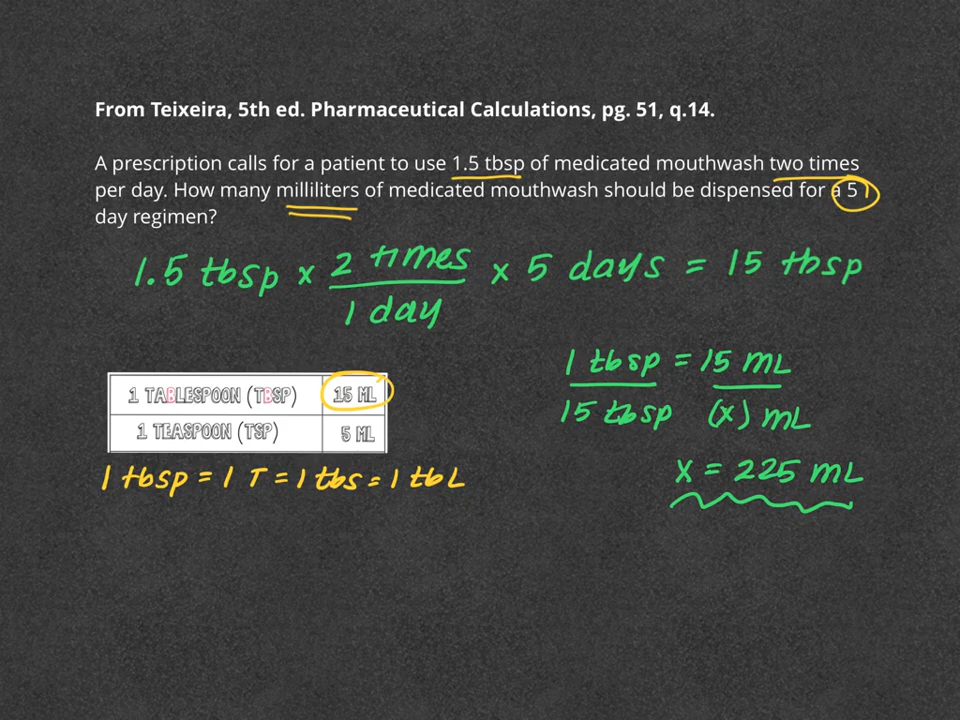 From Teixeira, 5th ed. Pharmaceutical Calculations, pg. 51, q.14.
A prescription calls for a patient to use 1.5 tbsp of medicated mouthwash two times
per day. How many milliliters of medicated mouthwash should be dispensed for a 5
day regimen?
1.5 tbsp x 2 times / 1 day x 5 days = 15 tbsp
1 TABLESPOON (TBSP) 15 ML
1 TEASPOON (TSP) 5 ML
1 tbsp = 1 T = 1 tbs = 1 tbL
1 tbsp = 15 mL
15 tbsp (x) mL
x = 225 mL